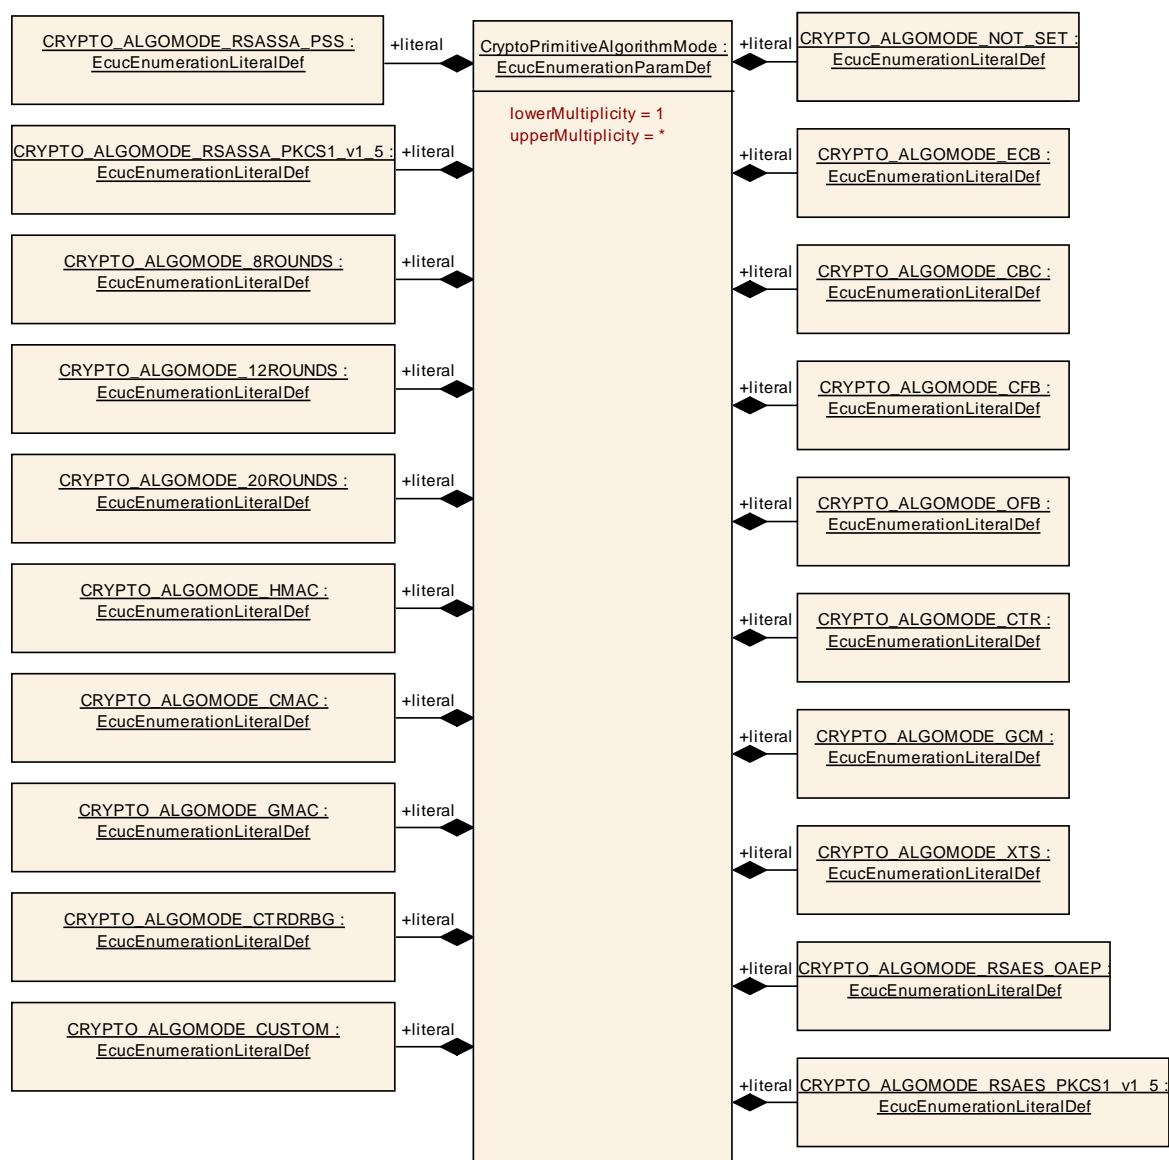 CRYPTO_ALGOMODE_RSASSA_PSS :
EcucEnumerationLiteralDef
+literal
CryptoPrimitiveAlgorithmMode :
EcucEnumerationParamDef
lowerMultiplicity = 1
upperMultiplicity = *
+literal
CRYPTO_ALGOMODE_NOT_SET :
EcucEnumerationLiteralDef
CRYPTO_ALGOMODE_RSASSA_PKCS1_v1_5 :
EcucEnumerationLiteralDef
+literal
+literal
CRYPTO_ALGOMODE_ECB :
EcucEnumerationLiteralDef
CRYPTO_ALGOMODE_8ROUNDS :
EcucEnumerationLiteralDef
+literal
+literal
CRYPTO_ALGOMODE_CBC :
EcucEnumerationLiteralDef
CRYPTO_ALGOMODE_12ROUNDS :
EcucEnumerationLiteralDef
+literal
+literal
CRYPTO_ALGOMODE_CFB :
EcucEnumerationLiteralDef
CRYPTO_ALGOMODE_20ROUNDS :
EcucEnumerationLiteralDef
+literal
+literal
CRYPTO_ALGOMODE_OFB :
EcucEnumerationLiteralDef
CRYPTO_ALGOMODE_HMAC :
EcucEnumerationLiteralDef
+literal
+literal
CRYPTO_ALGOMODE_CTR :
EcucEnumerationLiteralDef
CRYPTO_ALGOMODE_CMAC :
EcucEnumerationLiteralDef
+literal
+literal
CRYPTO_ALGOMODE_GCM :
EcucEnumerationLiteralDef
CRYPTO_ALGOMODE_GMAC :
EcucEnumerationLiteralDef
+literal
+literal
CRYPTO_ALGOMODE_XTS :
EcucEnumerationLiteralDef
CRYPTO_ALGOMODE_CTRDRBG :
EcucEnumerationLiteralDef
+literal
+literal
CRYPTO_ALGOMODE_RSAES_OAEP :
EcucEnumerationLiteralDef
CRYPTO_ALGOMODE_CUSTOM :
EcucEnumerationLiteralDef
+literal
+literal
CRYPTO_ALGOMODE_RSAES_PKCS1_v1_5 :
EcucEnumerationLiteralDef